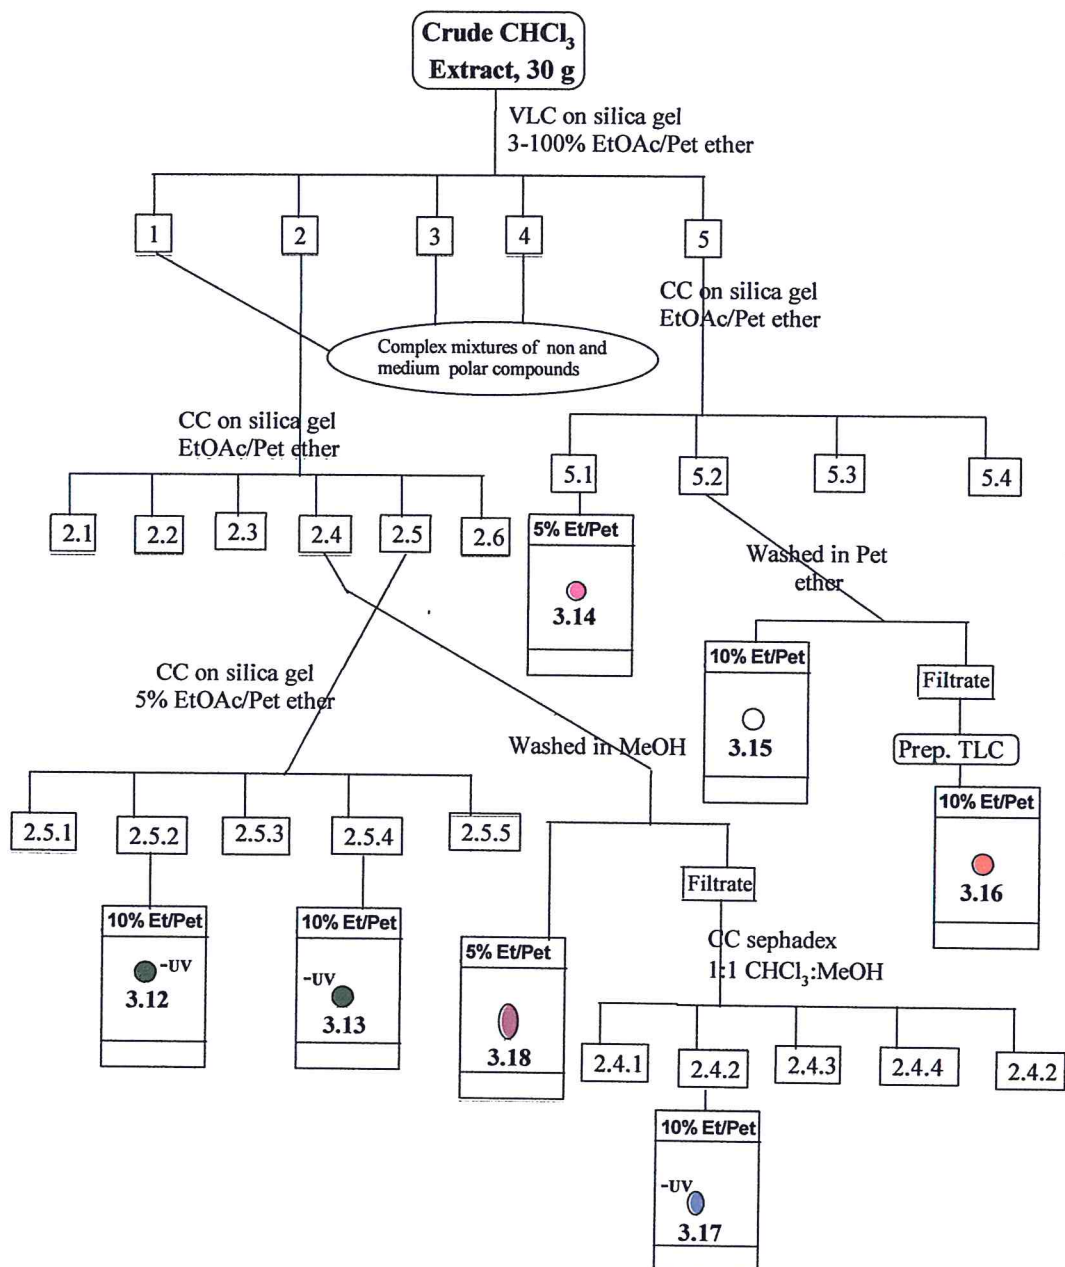 Crude CHCl₃
Extract, 30 g
VLC on silica gel
3-100% EtOAc/Pet ether
1
2
3
4
5
CC on silica gel
EtOAc/Pet ether
Complex mixtures of non and
medium polar compounds
CC on silica gel
EtOAc/Pet ether
5.1
5.2
5.3
5.4
2.1
2.2
2.3
2.4
2.5
2.6
5% Et/Pet
3.14
Washed in Pet
ether
10% Et/Pet
3.15
Filtrate
Prep. TLC
10% Et/Pet
3.16
CC on silica gel
5% EtOAc/Pet ether
Washed in MeOH
2.5.1
2.5.2
2.5.3
2.5.4
2.5.5
10% Et/Pet
-UV
3.12
10% Et/Pet
-UV
3.13
5% Et/Pet
3.18
Filtrate
CC sephadex
1:1 CHCl₃:MeOH
2.4.1
2.4.2
2.4.3
2.4.4
2.4.2
10% Et/Pet
-UV
3.17